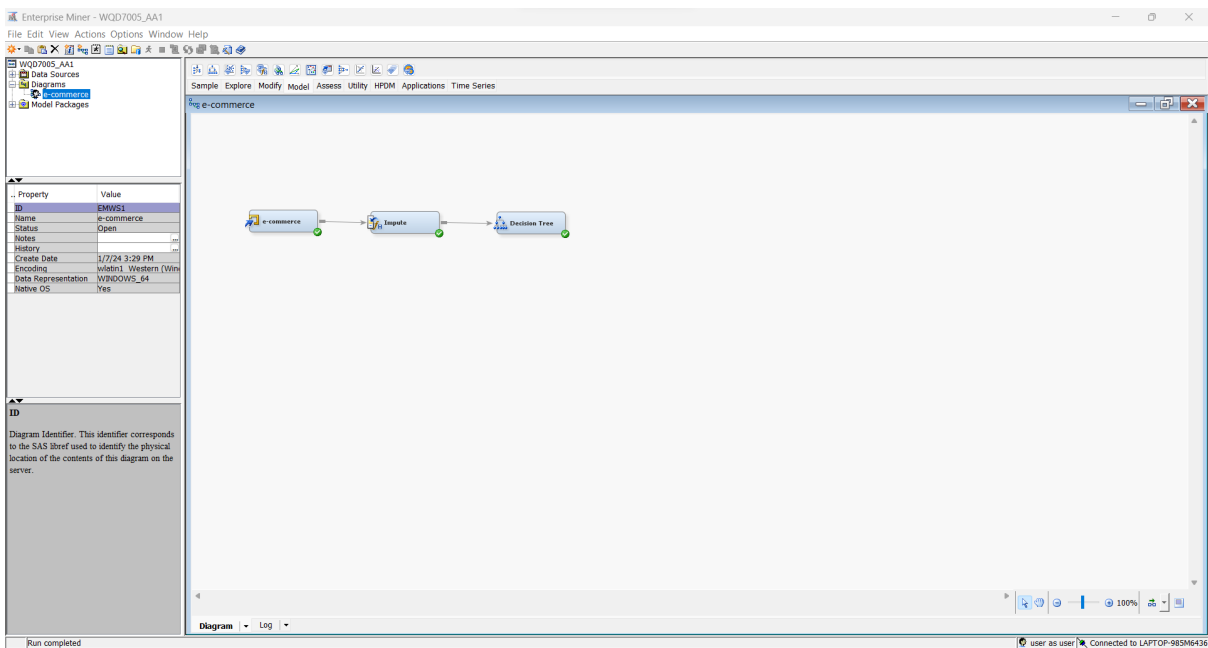 Enterprise Miner - WQD7005_AA1
File Edit View Actions Options Window Help
WQD7005_AA1
Data Sources
Diagrams
e-commerce
Model Packages
Sample Explore Modify Model Assess Utility HPDM Applications Time Series
e-commerce
.. Property Value
ID EMWS1
Name e-commerce
Status Open
Notes ...
History ...
Create Date 1/7/24 3:29 PM
Encoding wlatin1 Western (Win
Data Representation WINDOWS_64
Native OS Yes
e-commerce
Impute
Decision Tree
ID
Diagram Identifier. This identifier corresponds
to the SAS libref used to identify the physical
location of the contents of this diagram on the
server.
100%
Diagram Log
Run completed
user as user Connected to LAPTOP-985M6436